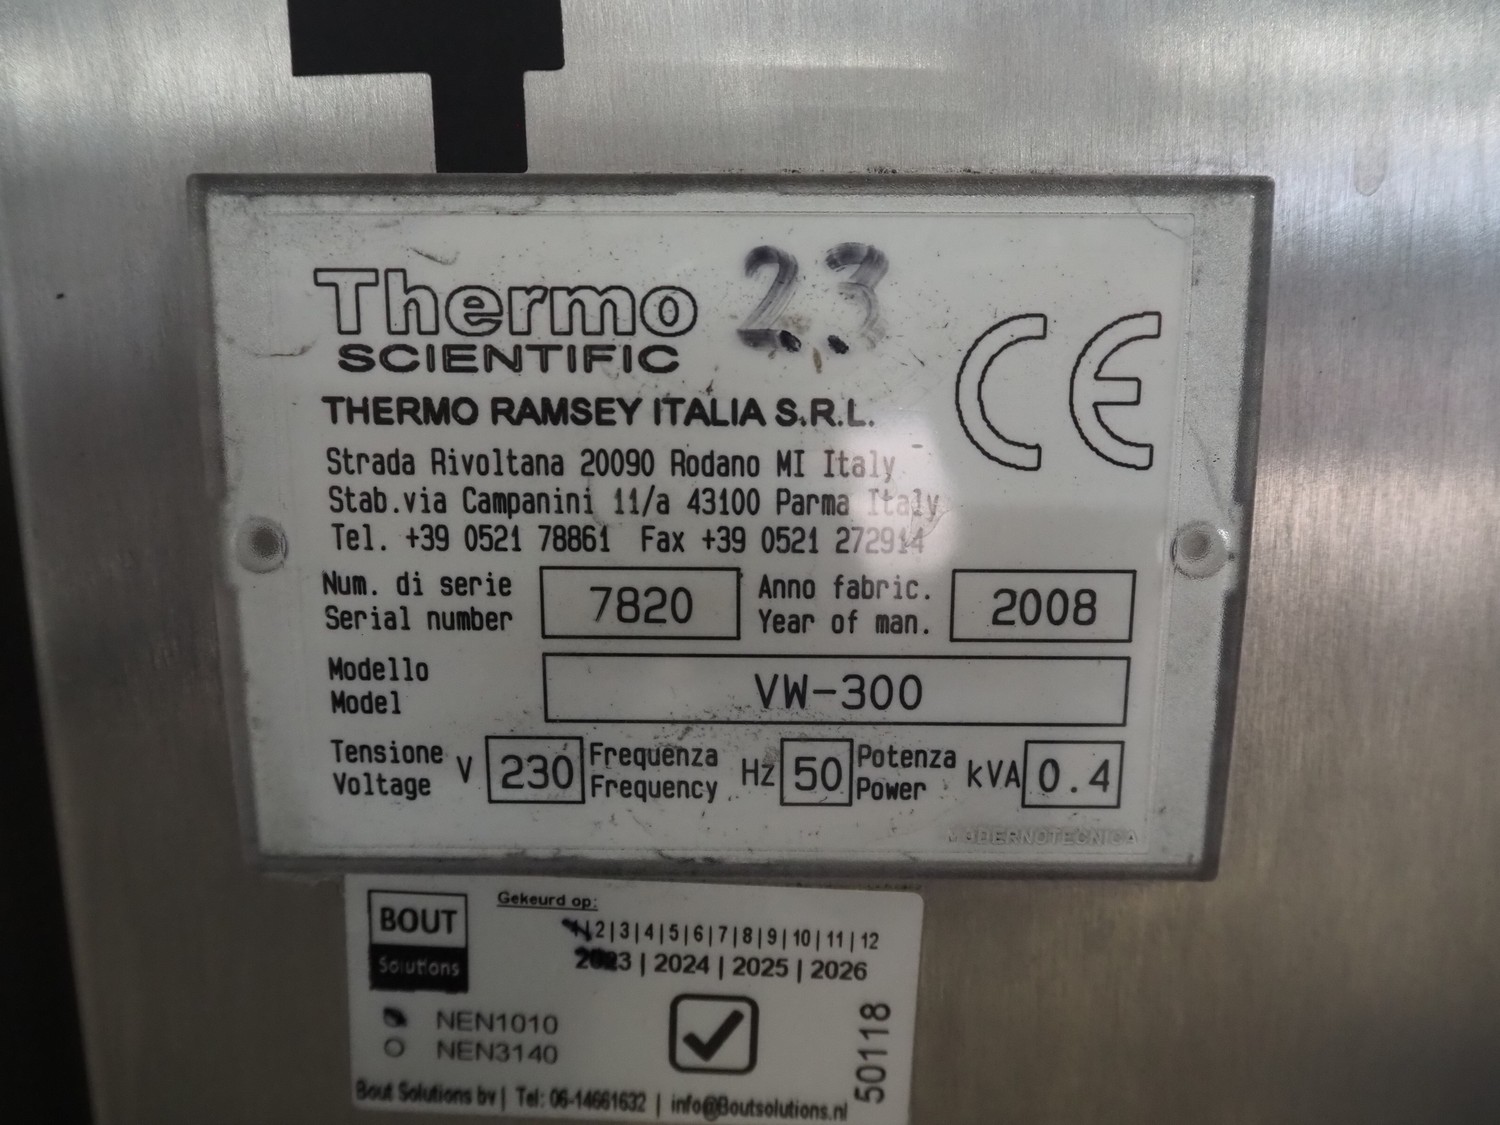 Thermo 23
SCIENTIFIC
CE
THERMO RAMSEY ITALIA S.R.L.
Strada Rivoltana 20090 Rodano MI Italy
Stab.via Campanini 11/a 43100 Parma Italy
Tel. +39 0521 78861 Fax +39 0521 272914
Num. di serie
Serial number
7820
Anno fabric.
Year of man.
2008
Modello
Model
VW-300
Tensione
Voltage
V 230
Frequenza
Frequency
Hz 50
Potenza
Power
kVA 0.4
MODERNOTECNICA
BOUT
Solutions
Gekeurd op:
1|2|3|4|5|6|7|8|9|10|11|12
2023 | 2024 | 2025 | 2026
NEN1010
NEN3140
50118
Bout Solutions bv | Tel: 06-14661632 | info@Boutsolutions.nl